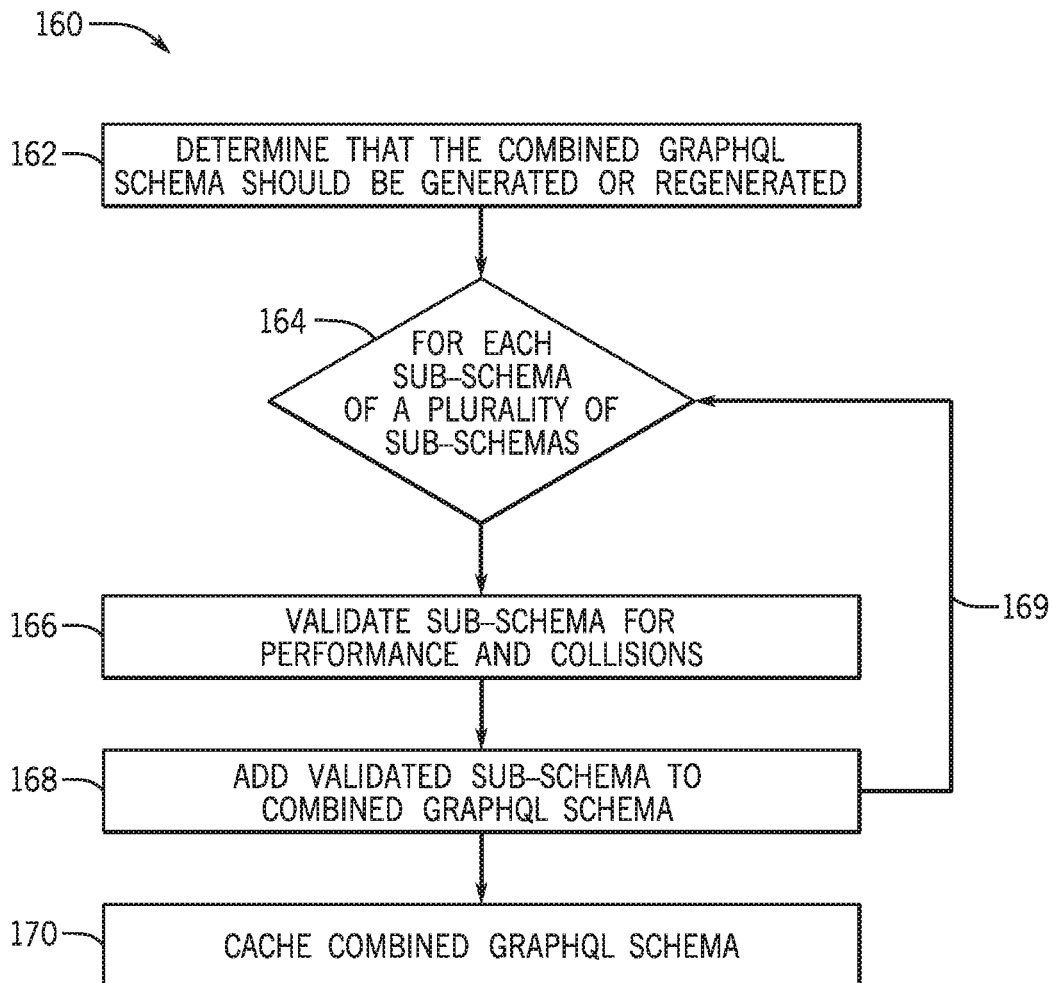 160
162
DETERMINE THAT THE COMBINED GRAPHQL
SCHEMA SHOULD BE GENERATED OR REGENERATED
164
FOR EACH
SUB-SCHEMA
OF A PLURALITY OF
SUB-SCHEMAS
166
VALIDATE SUB-SCHEMA FOR
PERFORMANCE AND COLLISIONS
169
168
ADD VALIDATED SUB-SCHEMA TO
COMBINED GRAPHQL SCHEMA
170
CACHE COMBINED GRAPHQL SCHEMA